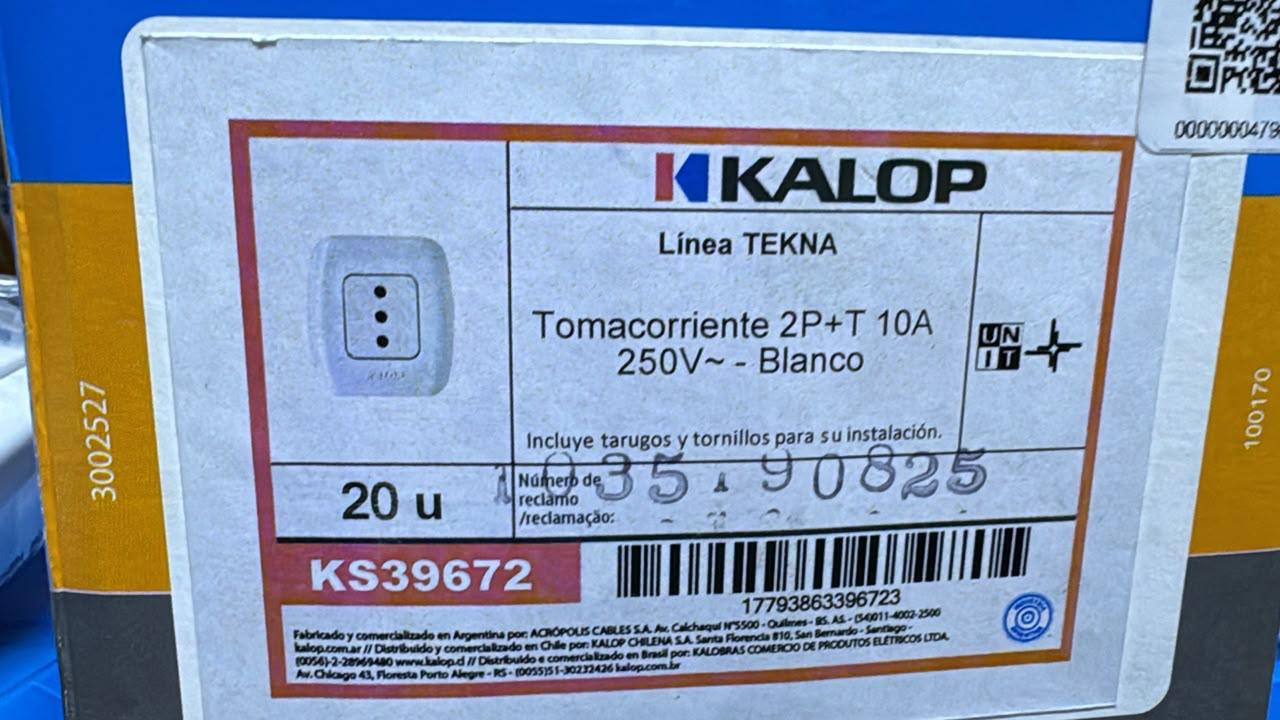 0000000479
KALOP
Línea TEKNA
Tomacorriente 2P+T 10A
250V~ - Blanco
UN
IT
Incluye tarugos y tornillos para su instalación.
20 u
Número de
reclamo
/reclamação:
35 90825
KS39672
17793863396723
Fabricado y comercializado en Argentina por: ACRÓPOLIS CABLES S.A. Av. Calchaquí N°5500 - Quilmes - BS. AS. - (54)011-4002-2500
kalop.com.ar // Distribuido y comercializado en Chile por: KALOP CHILENA S.A. Santa Florencia 810, San Bernardo - Santiago -
(0056)-2-28969480 www.kalop.cl // Distribuido e comercializado en Brasil por: KALOBRAS COMERCIO DE PRODUTOS ELETRICOS LTDA.
Av. Chicago 43, Floresta Porto Alegre - RS - (0055)51-30232426 kalop.com.br
3002527
100170